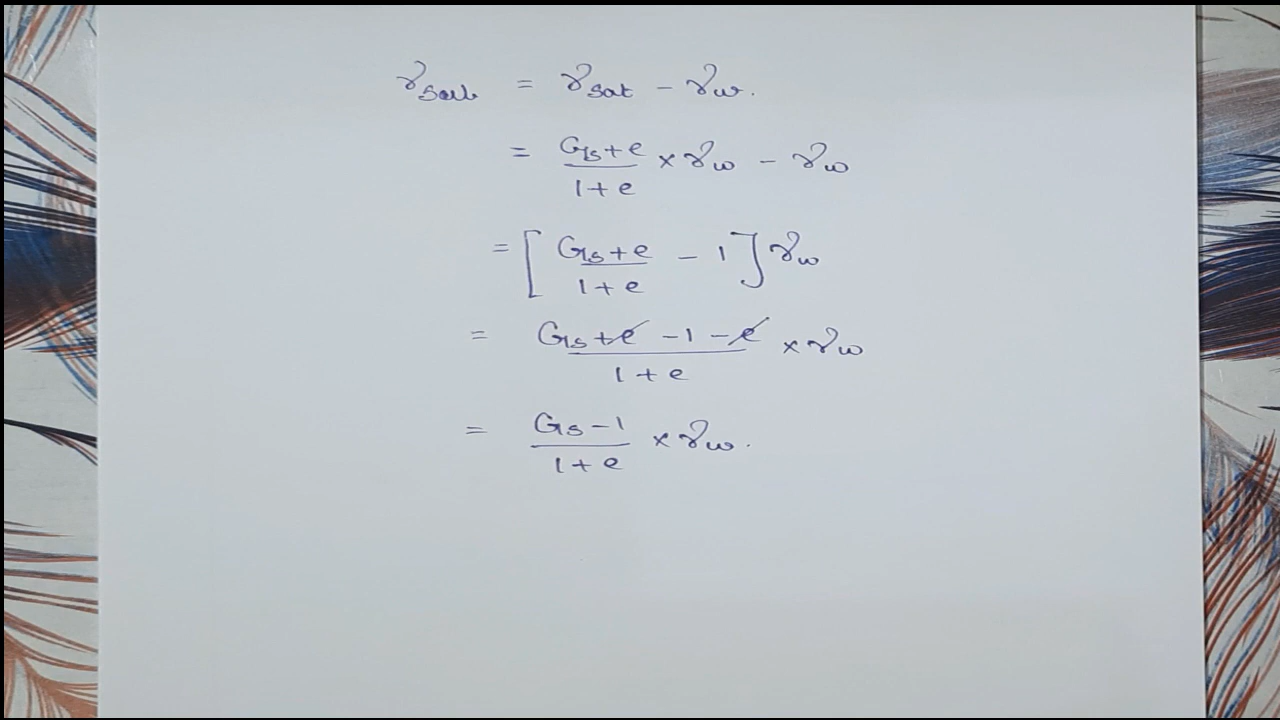 γsub = γsat - γw.
= Gs+e/1+e × γw - γw
= [Gs+e/1+e - 1] γw
= Gs+e-1-e/1+e × γw
= Gs-1/1+e × γw.